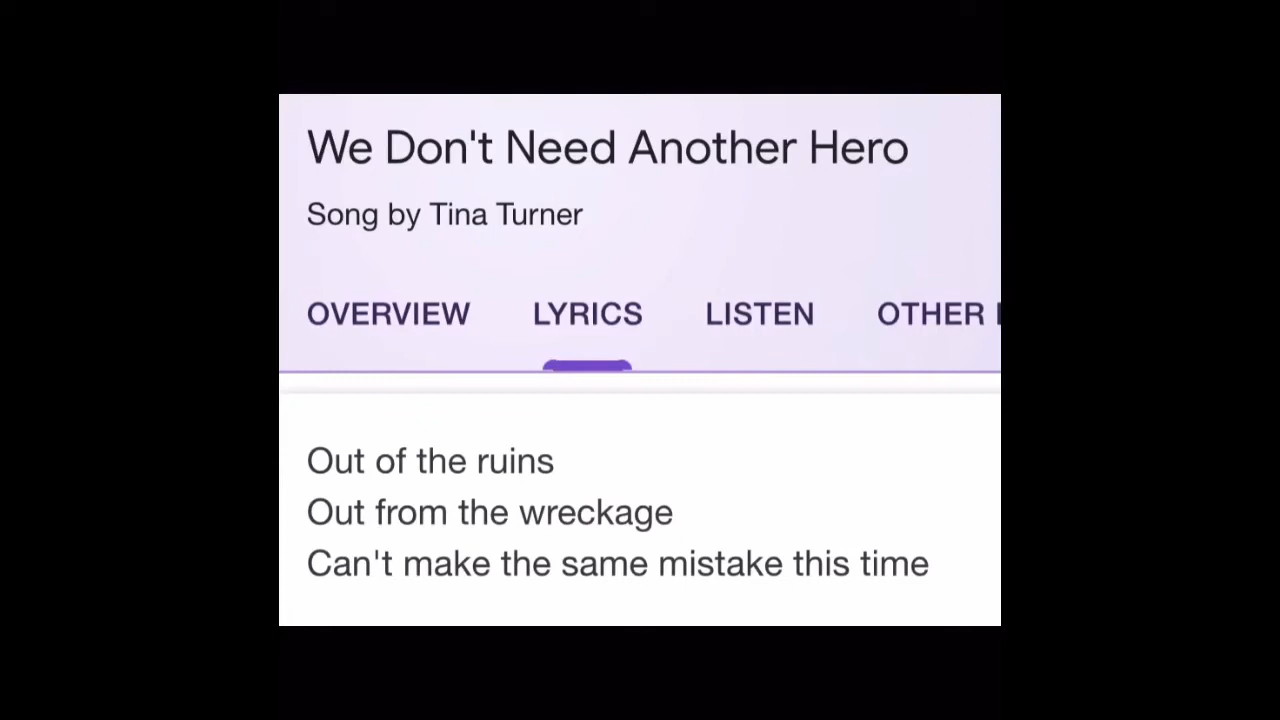 We Don't Need Another Hero
Song by Tina Turner
OVERVIEW LYRICS LISTEN OTHER
Out of the ruins
Out from the wreckage
Can't make the same mistake this time